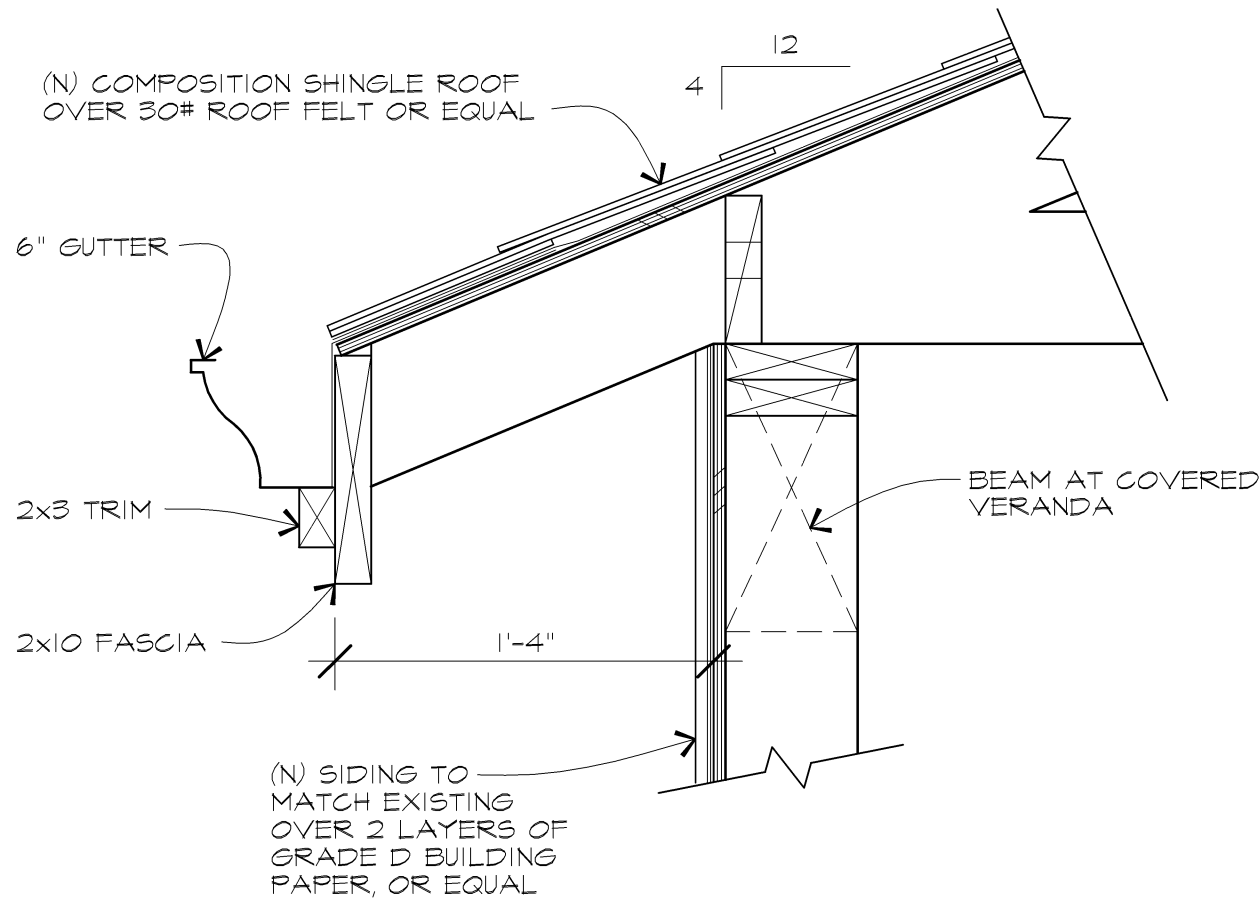 12
4
(N) COMPOSITION SHINGLE ROOF
OVER 30# ROOF FELT OR EQUAL
6" GUTTER
2x3 TRIM
BEAM AT COVERED
VERANDA
2x10 FASCIA
1'-4"
(N) SIDING TO
MATCH EXISTING
OVER 2 LAYERS OF
GRADE D BUILDING
PAPER, OR EQUAL